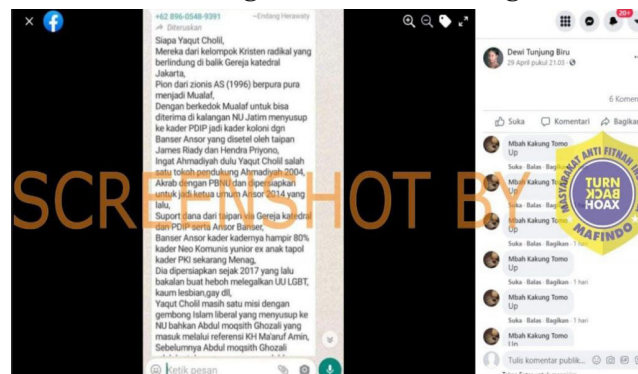 +62 896-0548-9391 ~Endang Herawaty
Diteruskan
Siapa Yaqut Cholil,
Mereka dari kelompok Kristen radikal yang
berlindung di balik Gereja katedral
Jakarta,
Pion dari zionis AS (1996) berpura pura
menjadi Mualaf,
Dengan berkedok Mualaf untuk bisa
diterima di kalangan NU Jatim menyusup
ke kader PDIP jadi kader koloni dgn
Banser Ansor yang disetel oleh taipan
James Riady dan Hendra Priyono,
Ingat Ahmadiyah dulu Yaqut Cholil salah
satu tokoh pendukung Ahmadiyah 2004,
Akrab dengan PBNU dan dipersiapkan
untuk jadi ketua umum Ansor 2014 yang
lalu,
Suport dana dari taipan via Gereja katedral
dan PDIP serta Ansor Banser,
Banser Ansor kader kadernya hampir 80%
kader Neo Komunis yunior ex anak tapol
kader PKI sekarang Menag,
Dia dipersiapkan sejak 2017 yang lalu
bakalan buat heboh melegalkan UU LGBT,
kaum lesbian,gay dll,
Yaqut Cholil masih satu misi dengan
gembong Islam liberal yang menyusup ke
NU bahkan Abdul moqsith Ghozali yang
masuk melalui referensi KH Ma'aruf Amin,
Sebelumnya Abdul moqsith Ghozali
Ketik pesan
SCREENSHOT BY
20+
Dewi Tunjung Biru
29 April pukul 21.03
6 Komen
Suka Komentari Bagikan
Mbah Kakung Tomo
Up
Suka · Balas · Bagikan
Mbah Kakung Tomo
Up
Suka · Balas · Bagikan
Mbah Kakung Tomo
Up
Suka · Balas · Bagikan · 1 hari
Mbah Kakung Tomo
Up
Suka · Balas · Bagikan · 1 hari
Mbah Kakung Tomo
Up
Suka · Balas · Bagikan · 1 hari
Mbah Kakung Tomo
Up
Tulis komentar publik...
MASYARAKAT ANTI FITNAH
TURN
BACK
HOAX
MAFINDO